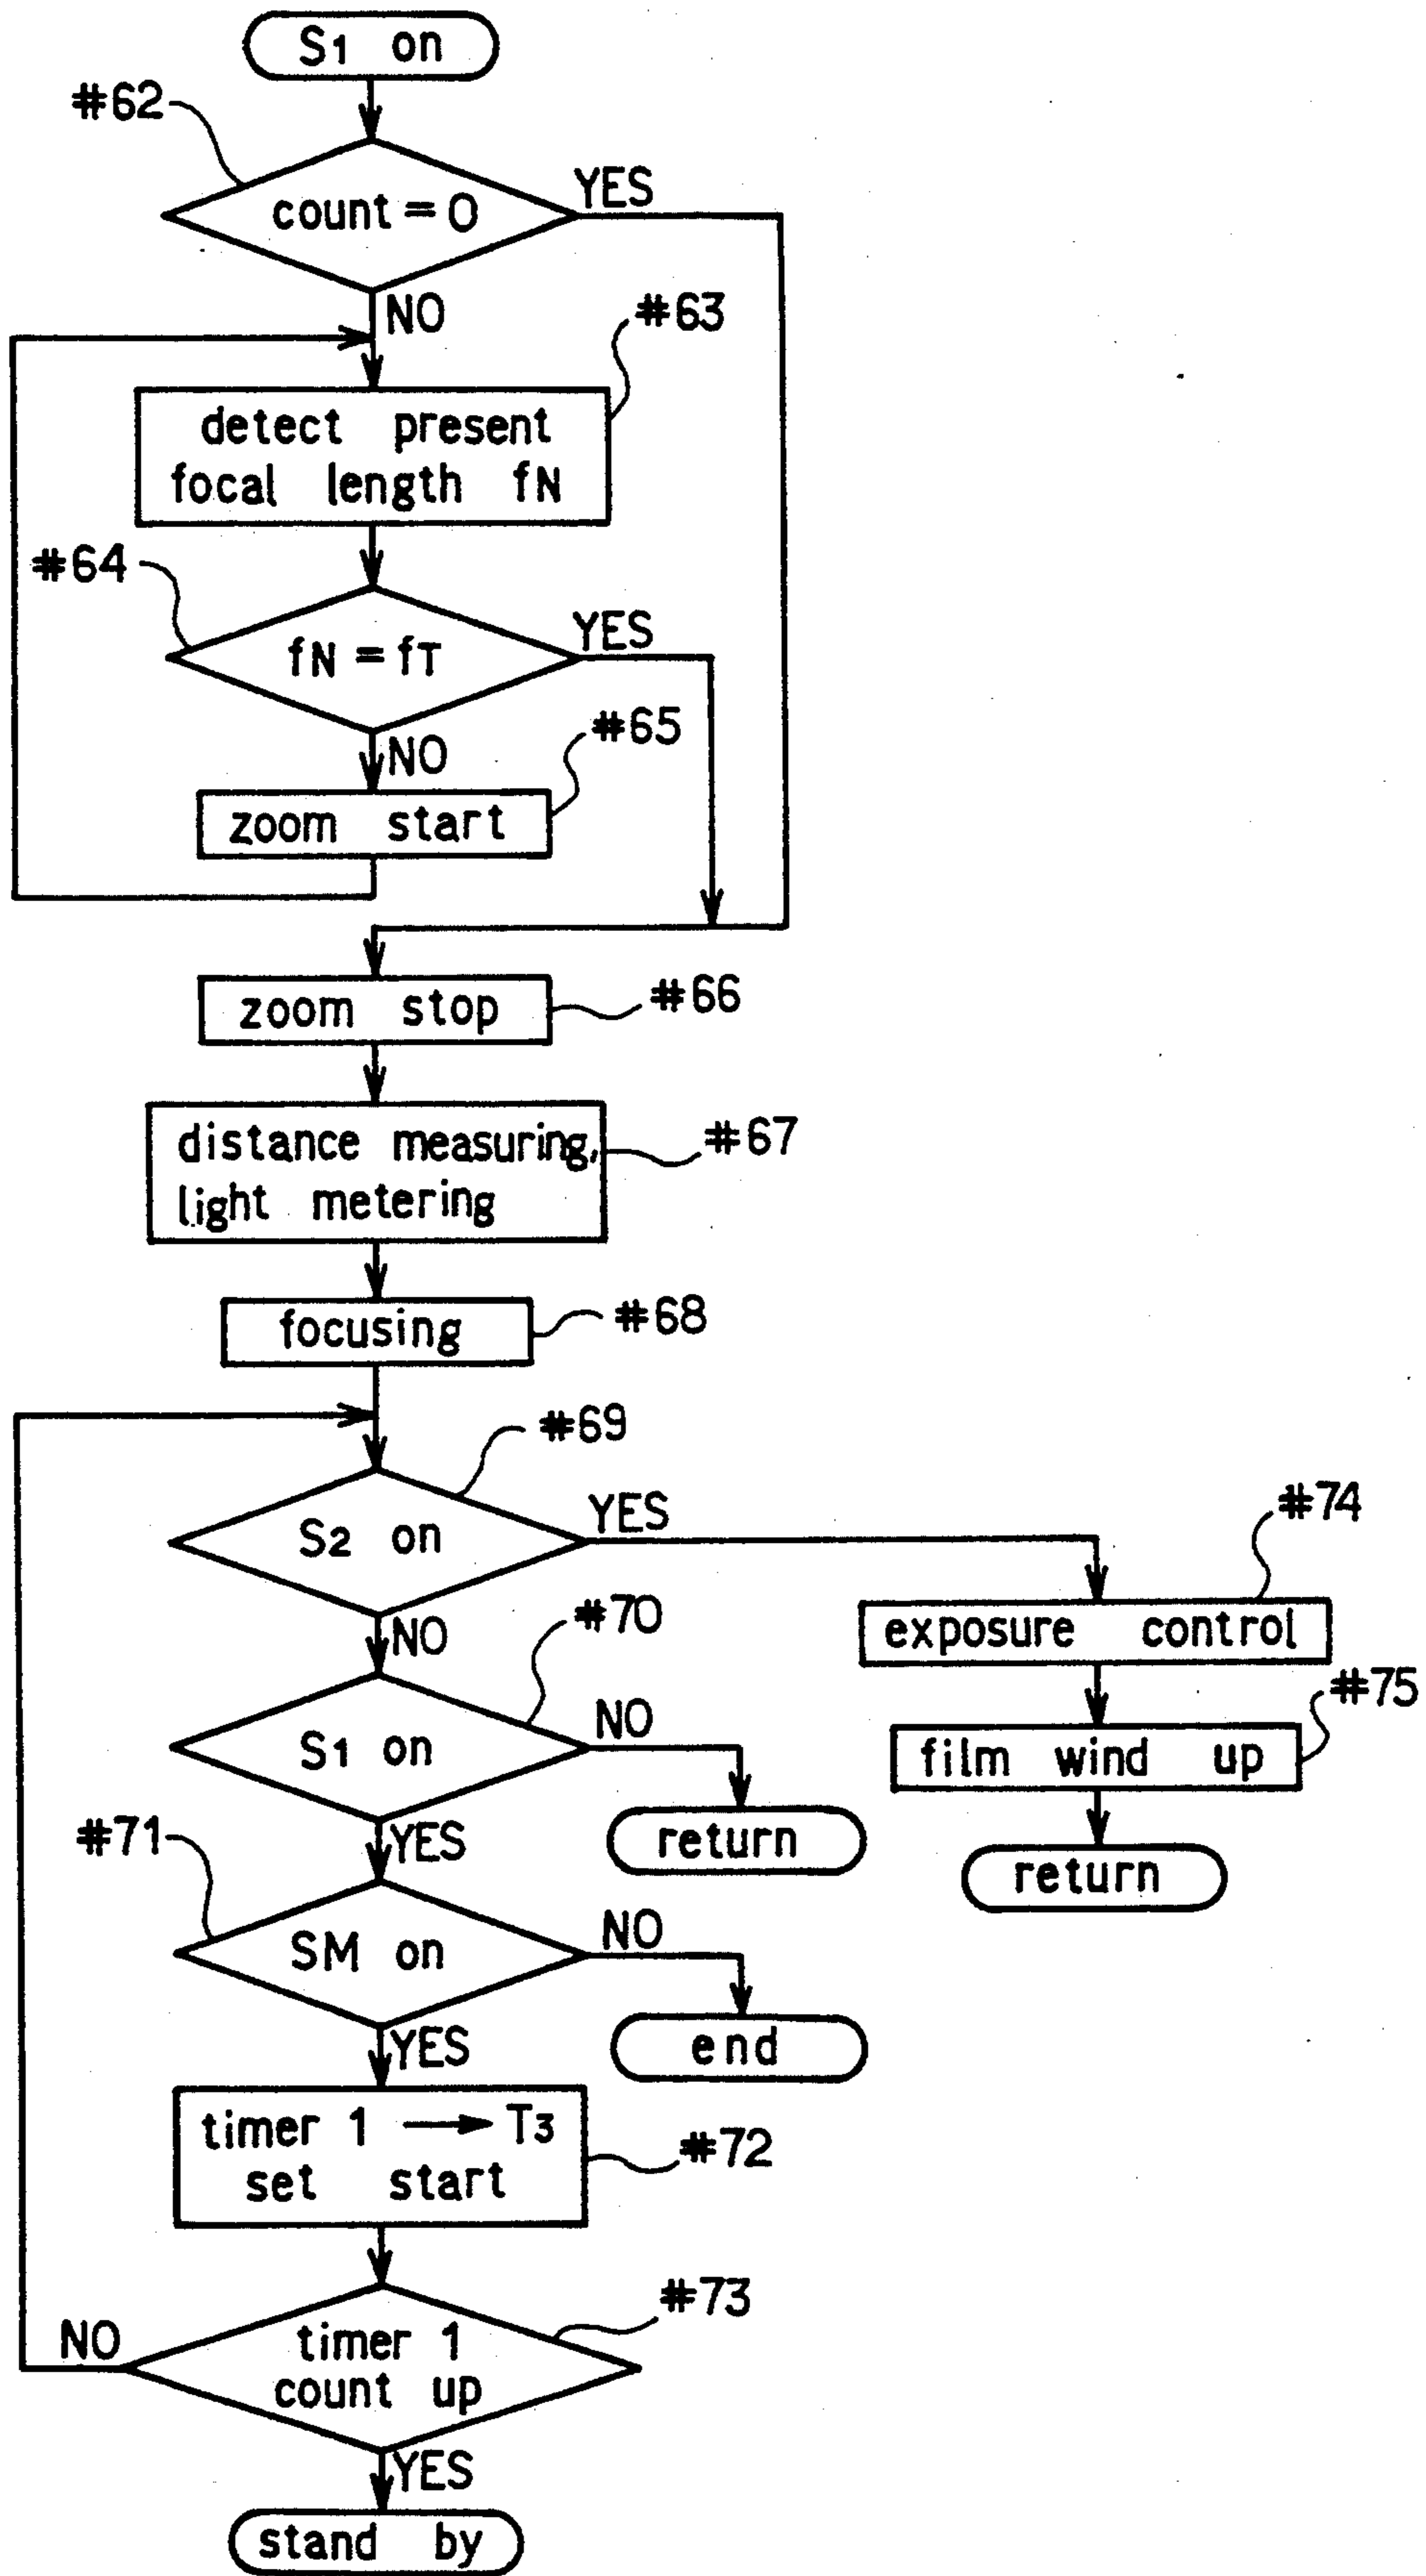 S1 on
#62
count = 0
YES
NO
#63
detect present
focal length fN
#64
fN = fT
YES
NO
#65
zoom start
zoom stop
#66
distance measuring,
light metering
#67
focusing
#68
#69
S2 on
YES
NO
#74
exposure control
#70
S1 on
NO
return
#75
film wind up
return
YES
#71
SM on
NO
end
YES
timer 1 → T3
set start
#72
#73
timer 1
count up
NO
YES
stand by